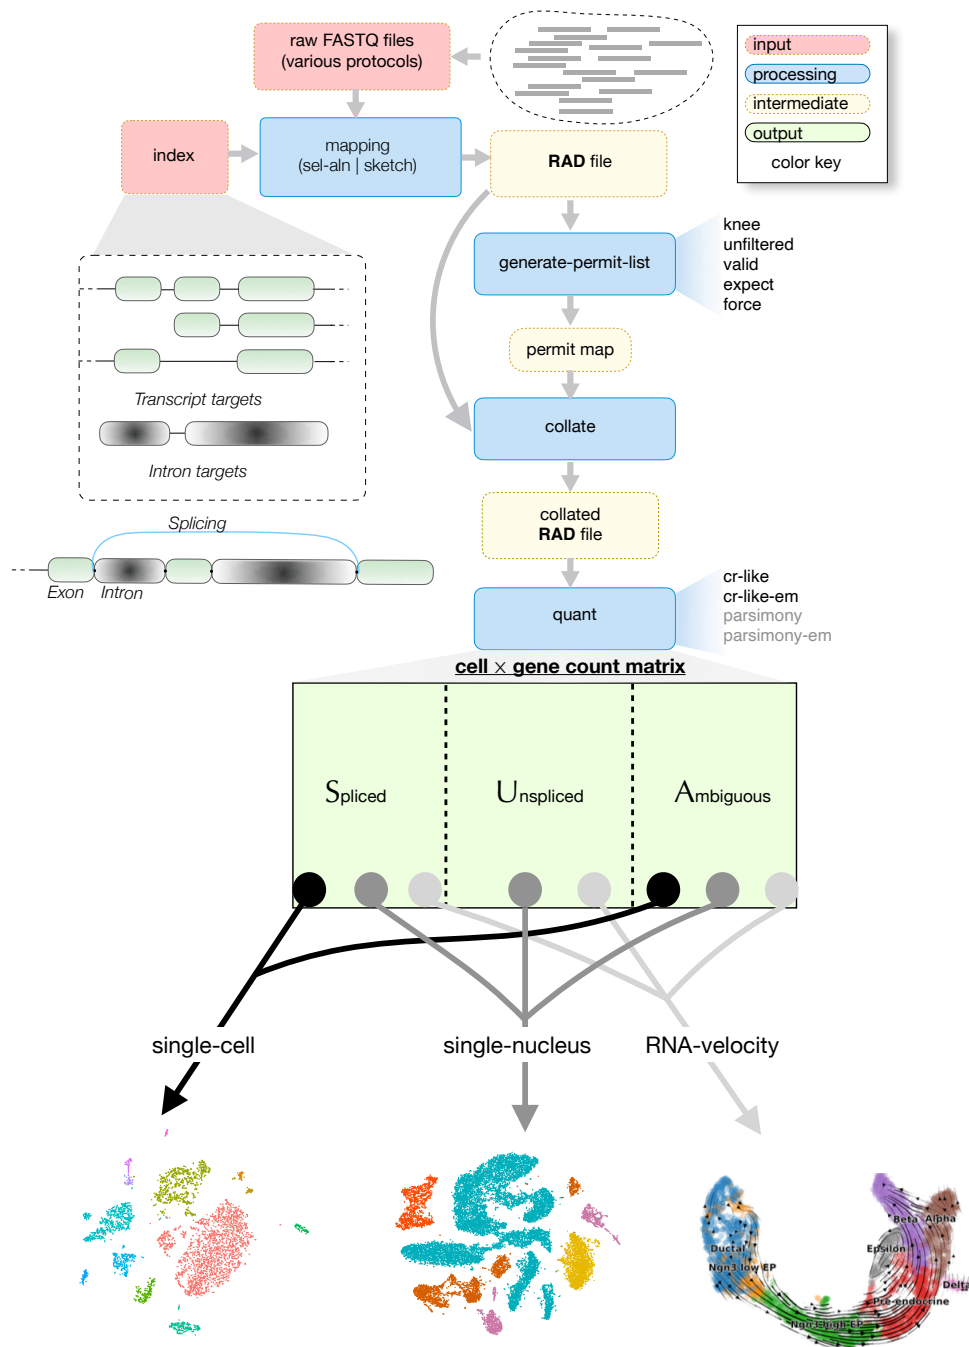 raw FASTQ files
(various protocols)
input
processing
intermediate
output
color key
index
mapping
(sel-aln | sketch)
RAD file
generate-permit-list
knee
unfiltered
valid
expect
force
permit map
Transcript targets
collate
Intron targets
collated
RAD file
Splicing
Exon
Intron
quant
cr-like
cr-like-em
parsimony
parsimony-em
cell × gene count matrix
Spliced
Unspliced
Ambiguous
single-cell
single-nucleus
RNA-velocity
Beta
Alpha
Ductal
Epsilon
Ngn3 low EP
Delta
Pre-endocrine
Ngn3 high EP